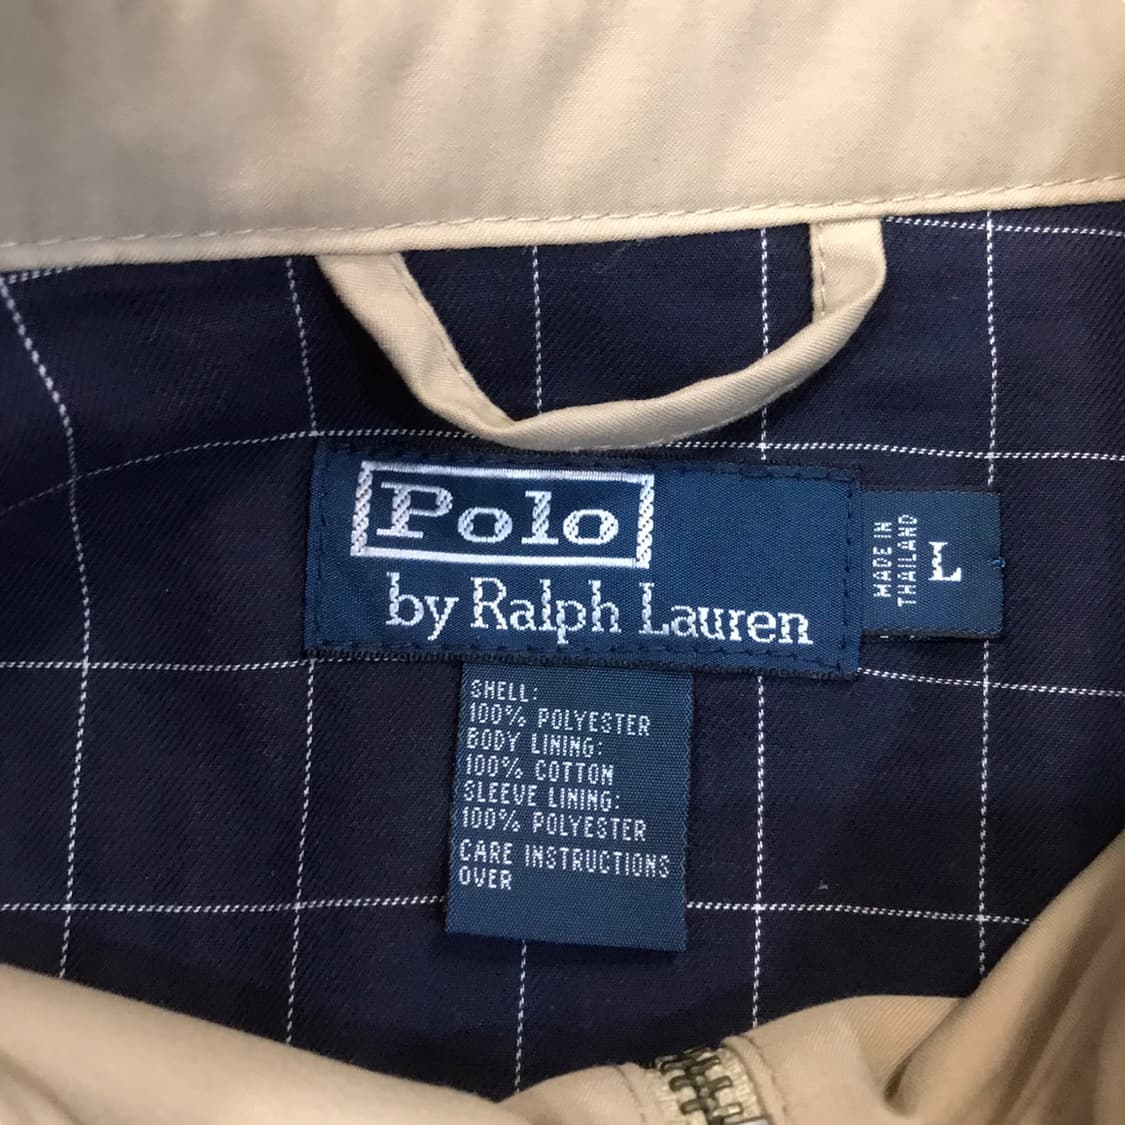 Polo
by Ralph Lauren
MADE IN
THAILAND
L
SHELL:
100% POLYESTER
BODY LINING:
100% COTTON
SLEEVE LINING:
100% POLYESTER
CARE INSTRUCTIONS
OVER